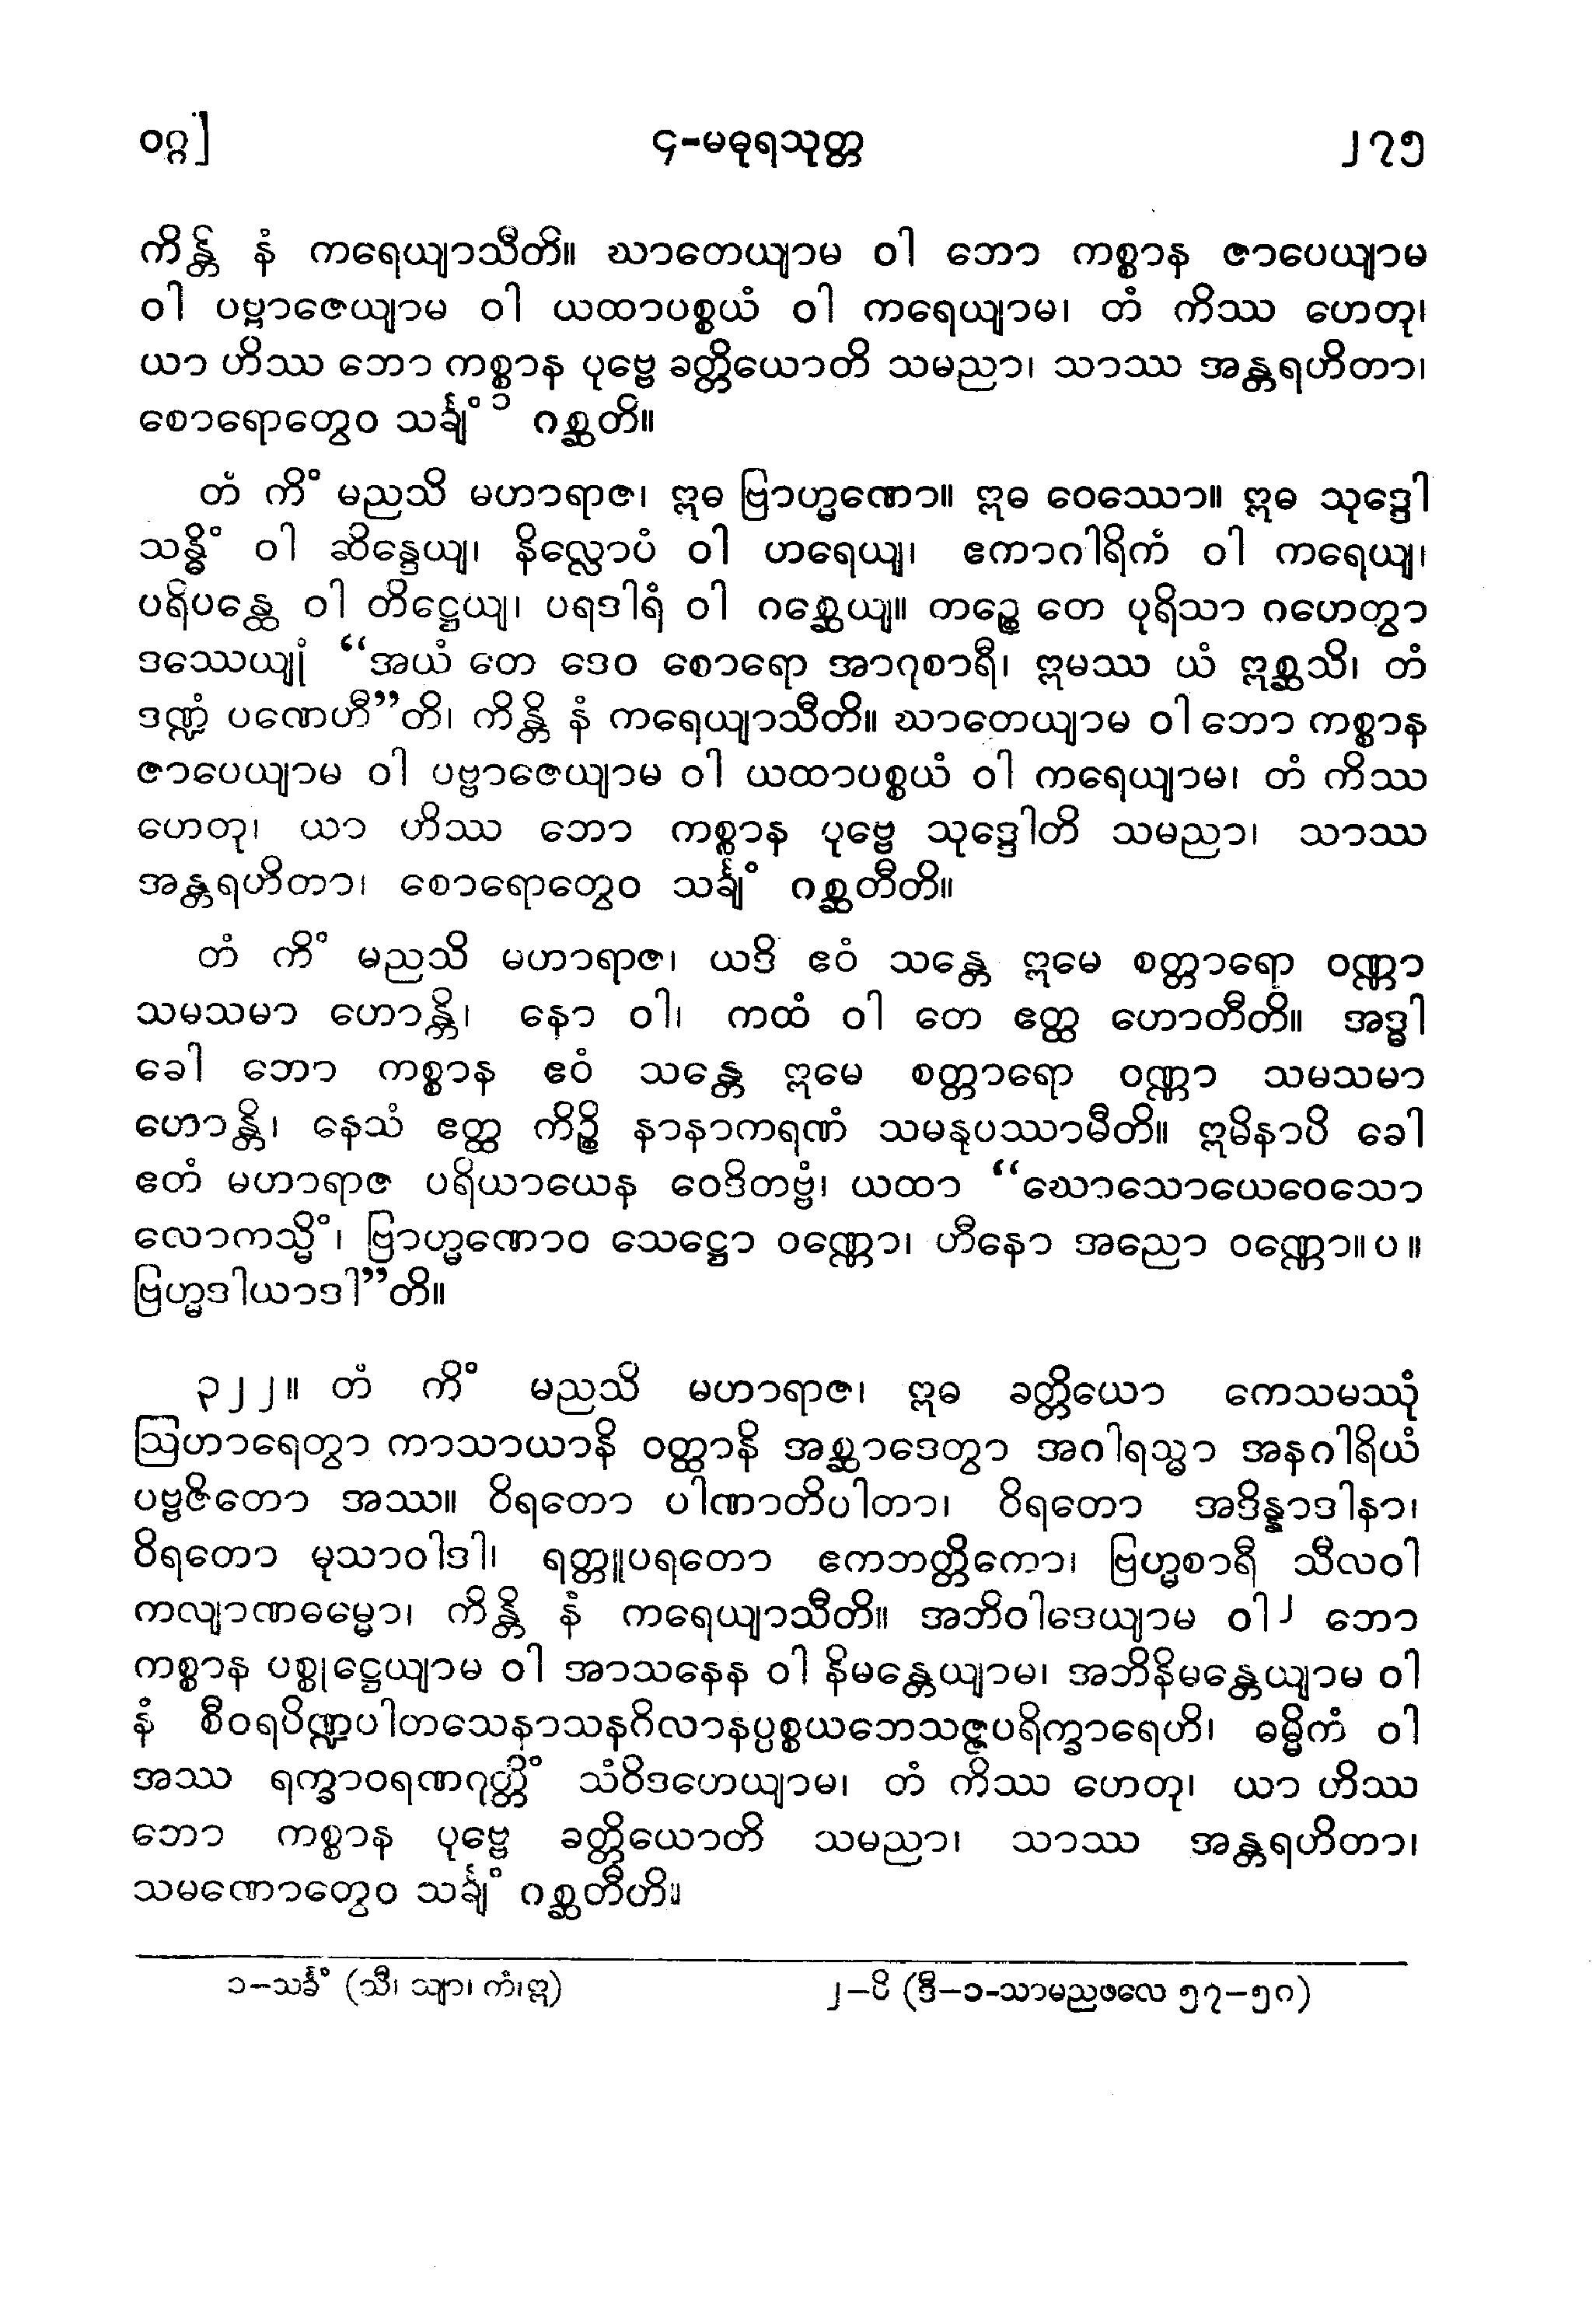 ၀ဂ္ဂ]	၄-မဓုရသုတ္တ	၂၇၅
ကိန္တိ နံ ကရေယျာသီတိ။ ဃာတေယျာမ ဝါ ဘော ကစ္စာန ဇာပေယျာမ
ဝါ ပဗ္ဗာဇေယျာမ ဝါ ယထာပစ္စယံ ဝါ ကရေယျာမ၊ တံ ကိဿ ဟေတု၊
ယာ ဟိဿ ဘော ကစ္စာန ပုဗ္ဗေ ခတ္တိယောတိ သမညာ၊ သာဿ အန္တရဟိတာ၊
စောရောတွေဝ သင်္ချံ ၁ ဂစ္ဆတိ။
တံ ကိံ မညသိ မဟာရာဇ၊ ဣဓ ဗြာဟ္မဏော။ ဣဓ ဝေဿော။ ဣဓ သုဒ္ဒေါ
သန္ဓိံ ဝါ ဆိန္ဒေယျ၊ နိလ္လောပံ ဝါ ဟရေယျ၊ ဧကာဂါရိကံ ဝါ ကရေယျ၊
ပရိပန္ထေ ဝါ တိဋ္ဌေယျ၊ ပရဒါရံ ဝါ ဂစ္ဆေယျ။ တဉ္စေ တေ ပုရိသာ ဂဟေတွာ
ဒဿေယျုံ “အယံ တေ ဒေဝ စောရော အာဂုစာရီ၊ ဣမဿ ယံ ဣစ္ဆသိ၊ တံ
ဒဏ္ဍံ ပဏေဟီ”တိ၊ ကိန္တိ နံ ကရေယျာသီတိ။ ဃာတေယျာမ ဝါ ဘော ကစ္စာန
ဇာပေယျာမ ဝါ ပဗ္ဗာဇေယျာမ ဝါ ယထာပစ္စယံ ဝါ ကရေယျာမ၊ တံ ကိဿ
ဟေတု၊ ယာ ဟိဿ ဘော ကစ္စာန ပုဗ္ဗေ သုဒ္ဒေါတိ သမညာ၊ သာဿ
အန္တရဟိတာ၊ စောရောတွေဝ သင်္ချံ ဂစ္ဆတီတိ။
တံ ကိံ မညသိ မဟာရာဇ၊ ယဒိ ဧဝံ သန္တေ ဣမေ စတ္တာရော ဝဏ္ဏာ
သမသမာ ဟောန္တိ၊ နော ဝါ၊ ကထံ ဝါ တေ ဧတ္ထ ဟောတီတိ။ အဒ္ဓါ
ခေါ ဘော ကစ္စာန ဧဝံ သန္တေ ဣမေ စတ္တာရော ဝဏ္ဏာ သမသမာ
ဟောန္တိ၊ နေသံ ဧတ္ထ ကိဉ္စိ နာနာကရဏံ သမနုပဿာမီတိ။ ဣမိနာပိ ခေါ
ဧတံ မဟာရာဇ ပရိယာယေန ဝေဒိတဗ္ဗံ၊ ယထာ “ဃောသောယေဝေသော
လောကသ္မိံ၊ ဗြာဟ္မဏောဝ သေဋ္ဌော ဝဏ္ဏော၊ ဟီနော အညော ဝဏ္ဏော။ ပ ။
ဗြဟ္မဒါယာဒါ”တိ။
၃၂၂။ တံ ကိံ မညသိ မဟာရာဇ၊ ဣဓ ခတ္တိယော ကေသမဿုံ
ဩဟာရေတွာ ကာသာယာနိ ဝတ္ထာနိ အစ္ဆာဒေတွာ အဂါရသ္မာ အနဂါရိယံ
ပဗ္ဗဇိတော အဿ။ ဝိရတော ပါဏာတိပါတာ၊ ဝိရတော အဒိန္နာဒါနာ၊
ဝိရတော မုသာဝါဒါ၊ ရတ္တူပရတော ဧကဘတ္တိကော၊ ဗြဟ္မစာရီ သီလဝါ
ကလျာဏဓမ္မော၊ ကိန္တိ နံ ကရေယျာသီတိ။ အဘိဝါဒေယျာမ ဝါ ၂ ဘော
ကစ္စာန ပစ္စုဋ္ဌေယျာမ ဝါ အာသနေန ဝါ နိမန္တေယျာမ၊ အဘိနိမန္တေယျာမ ဝါ
နံ စီဝရပိဏ္ဍပါတသေနာသနဂိလာနပ္ပစ္စယဘေသဇ္ဇပရိက္ခာရေဟိ၊ ဓမ္မိကံ ဝါ
အဿ ရက္ခာဝရဏဂုတ္တိံ သံဝိဒဟေယျာမ၊ တံ ကိဿ ဟေတု၊ ယာ ဟိဿ
ဘော ကစ္စာန ပုဗ္ဗေ ခတ္တိယောတိ သမညာ၊ သာဿ အန္တရဟိတာ၊
သမဏောတွေဝ သင်္ချံ ဂစ္ဆတီဟိ။
၁-သင်္ခံ (သီ၊ သျာ၊ ကံ၊ဣ)	၂-ပိ (ဒီ-၁-သာမညဖလေ ၅၇-၅၈)